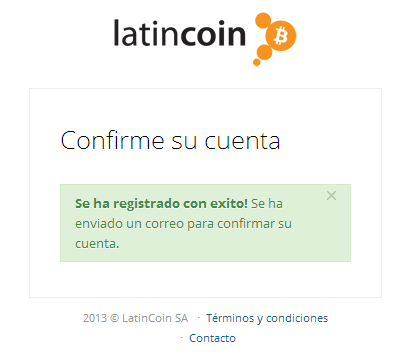 latincoin
Confirme su cuenta
×
Se ha registrado con exito! Se ha
enviado un correo para confirmar su
cuenta.
2013 © LatinCoin SA · Términos y condiciones
· Contacto